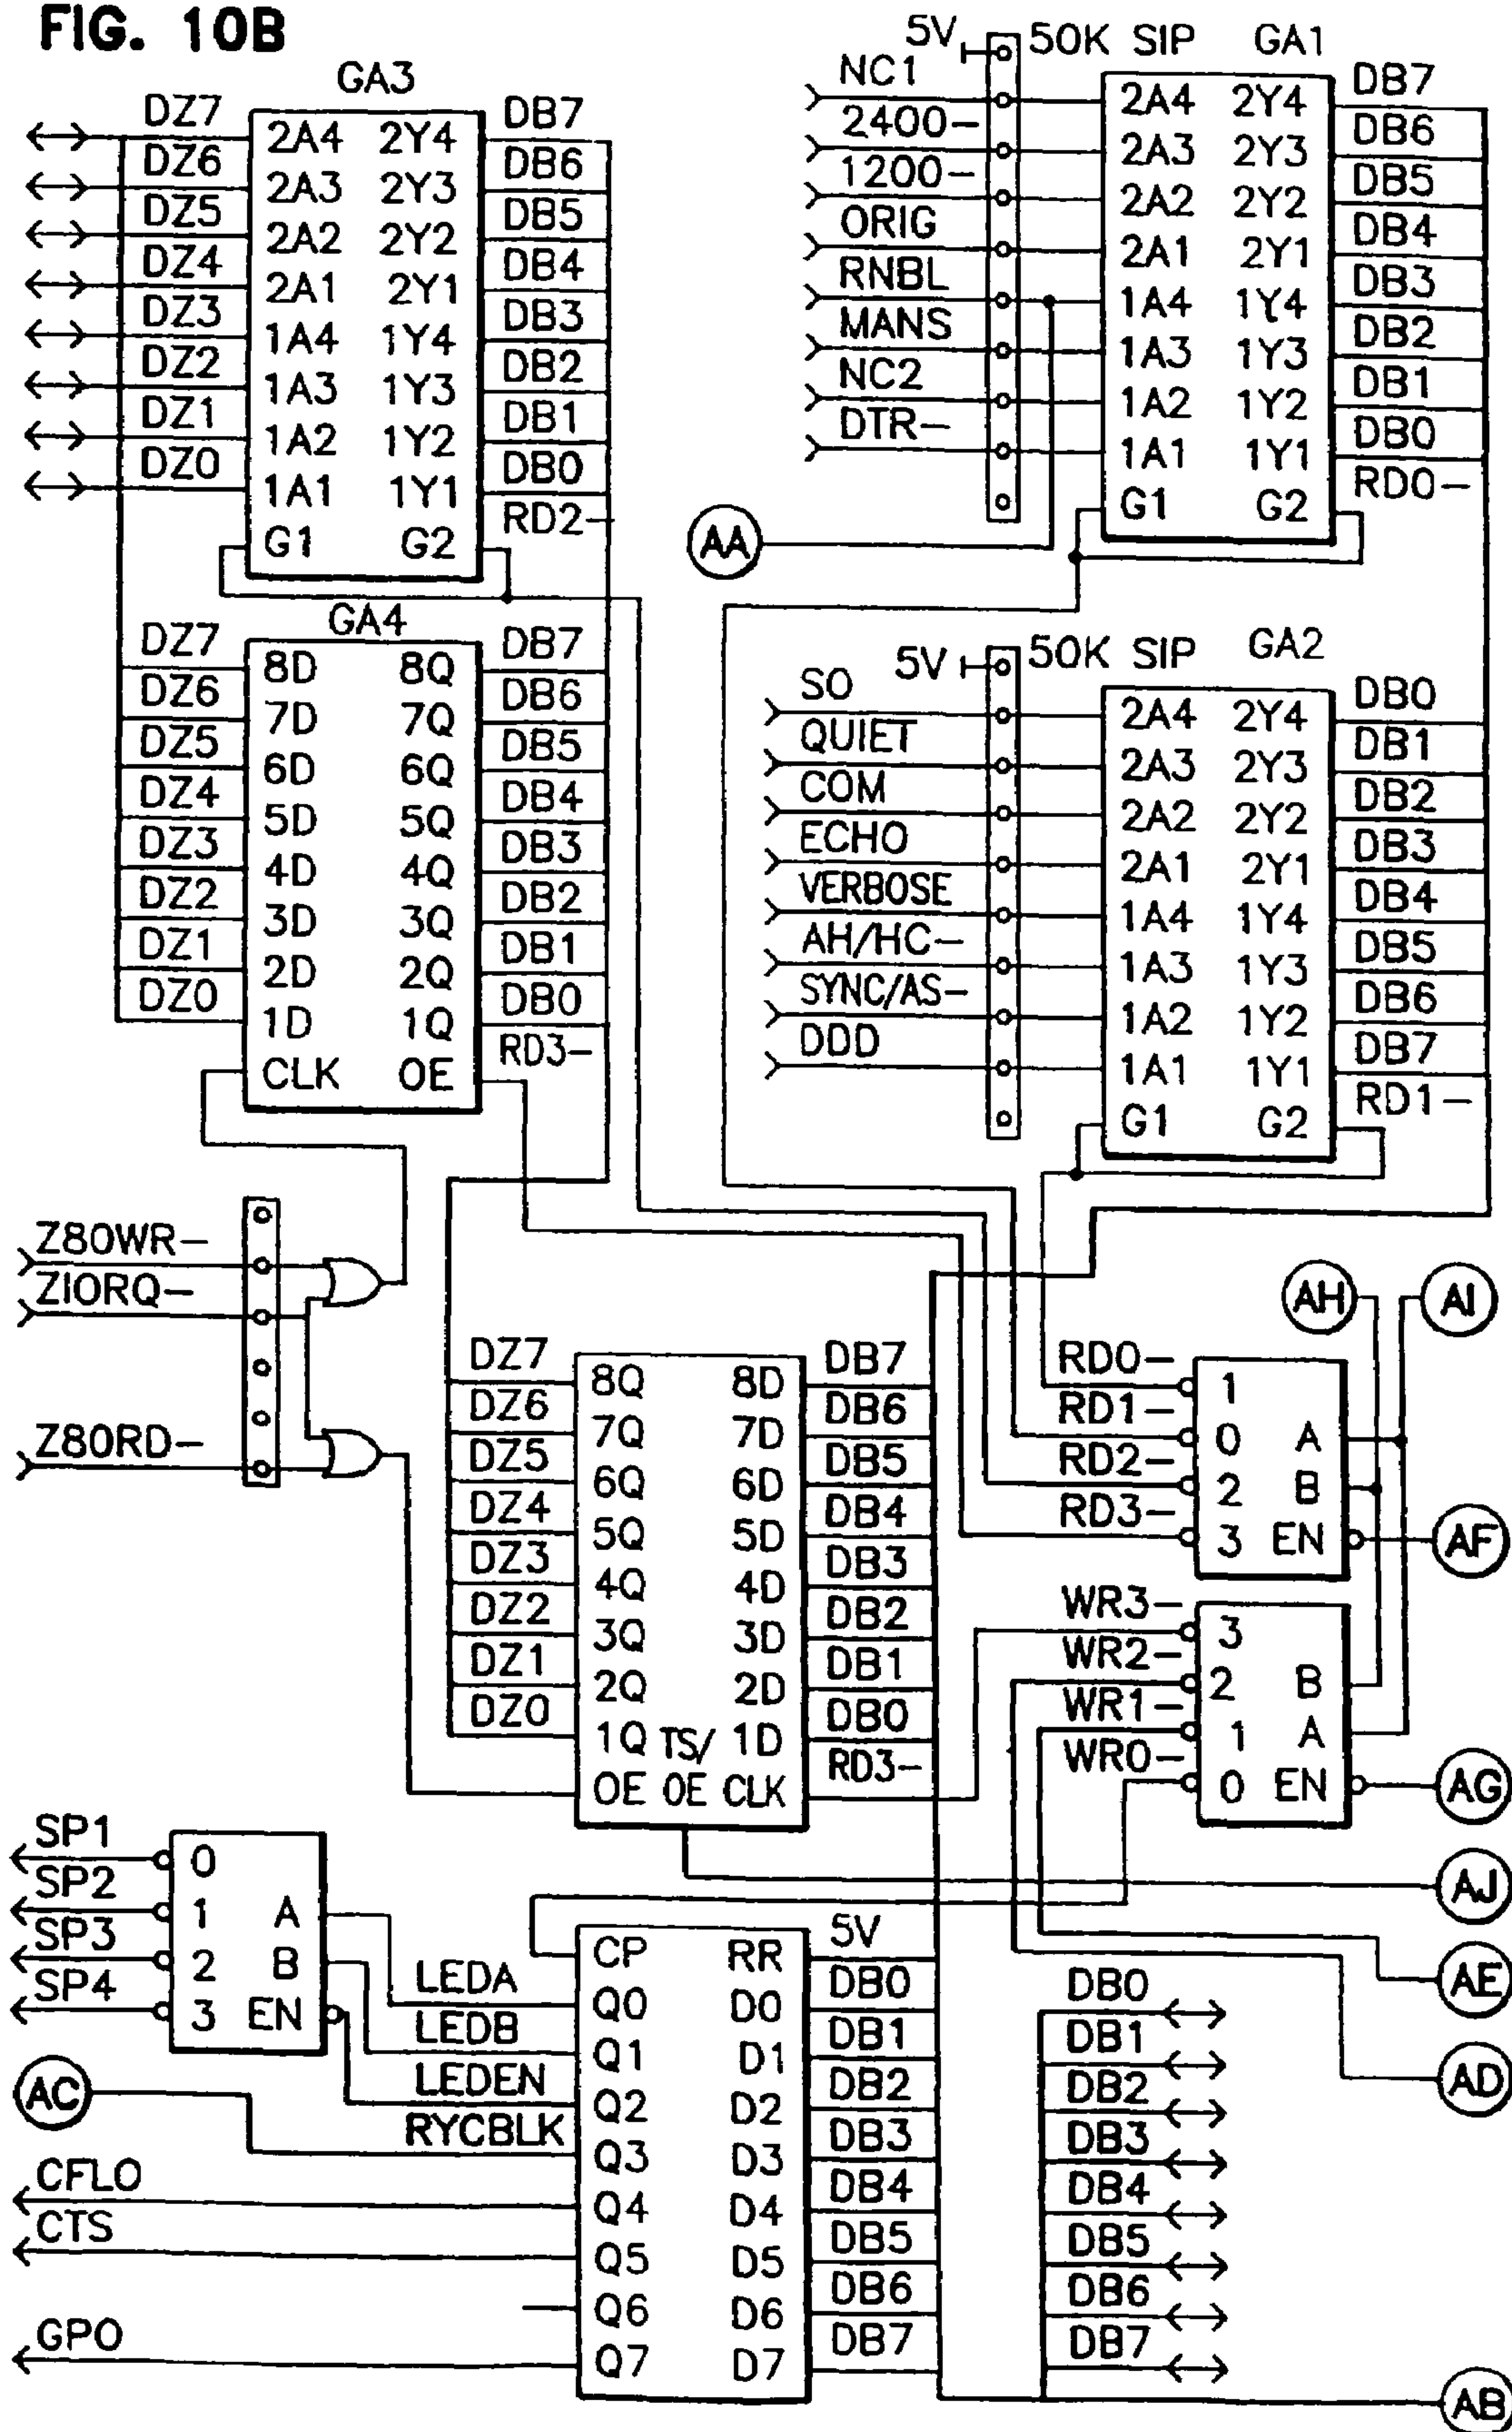 FIG. 10B
GA3
DZ7 2A4 2Y4 DB7
DZ6 2A3 2Y3 DB6
DZ5 2A2 2Y2 DB5
DZ4 2A1 2Y1 DB4
DZ3 1A4 1Y4 DB3
DZ2 1A3 1Y3 DB2
DZ1 1A2 1Y2 DB1
DZ0 1A1 1Y1 DB0
RD2-
G1 G2
5V 50K SIP GA1
NC1 2A4 2Y4 DB7
2400- 2A3 2Y3 DB6
1200- 2A2 2Y2 DB5
ORIG 2A1 2Y1 DB4
RNBL 1A4 1Y4 DB3
MANS 1A3 1Y3 DB2
NC2 1A2 1Y2 DB1
DTR- 1A1 1Y1 DB0
RD0-
G1 G2
AA
GA4
DZ7 8D 8Q DB7
DZ6 7D 7Q DB6
DZ5 6D 6Q DB5
DZ4 5D 5Q DB4
DZ3 4D 4Q DB3
DZ2 3D 3Q DB2
DZ1 2D 2Q DB1
DZ0 1D 1Q DB0
RD3-
CLK OE
5V 50K SIP GA2
SO 2A4 2Y4 DB0
QUIET 2A3 2Y3 DB1
COM 2A2 2Y2 DB2
ECHO 2A1 2Y1 DB3
VERBOSE 1A4 1Y4 DB4
AH/HC- 1A3 1Y3 DB5
SYNC/AS- 1A2 1Y2 DB6
DDD 1A1 1Y1 DB7
RD1-
G1 G2
Z80WR-
ZIORQ-
Z80RD-
DZ7 8Q 8D DB7
DZ6 7Q 7D DB6
DZ5 6Q 6D DB5
DZ4 5Q 5D DB4
DZ3 4Q 4D DB3
DZ2 3Q 3D DB2
DZ1 2Q 2D DB1
DZ0 1Q TS/ 1D DB0
RD3-
OE OE CLK
AH AI
RD0- 1
RD1- 0 A
RD2- 2 B
RD3- 3 EN AF
WR3- 3
WR2- 2 B
WR1- 1 A
WR0- 0 EN AG
AJ
AE
AD
SP1 0
SP2 1 A
SP3 2 B
SP4 3 EN
AC
LEDA
LEDB
LEDEN
RYCBLK
CFLO
CTS
GPO
CP RR 5V
Q0 D0 DB0
Q1 D1 DB1
Q2 D2 DB2
Q3 D3 DB3
Q4 D4 DB4
Q5 D5 DB5
Q6 D6 DB6
Q7 D7 DB7
DB0
DB1
DB2
DB3
DB4
DB5
DB6
DB7
AB